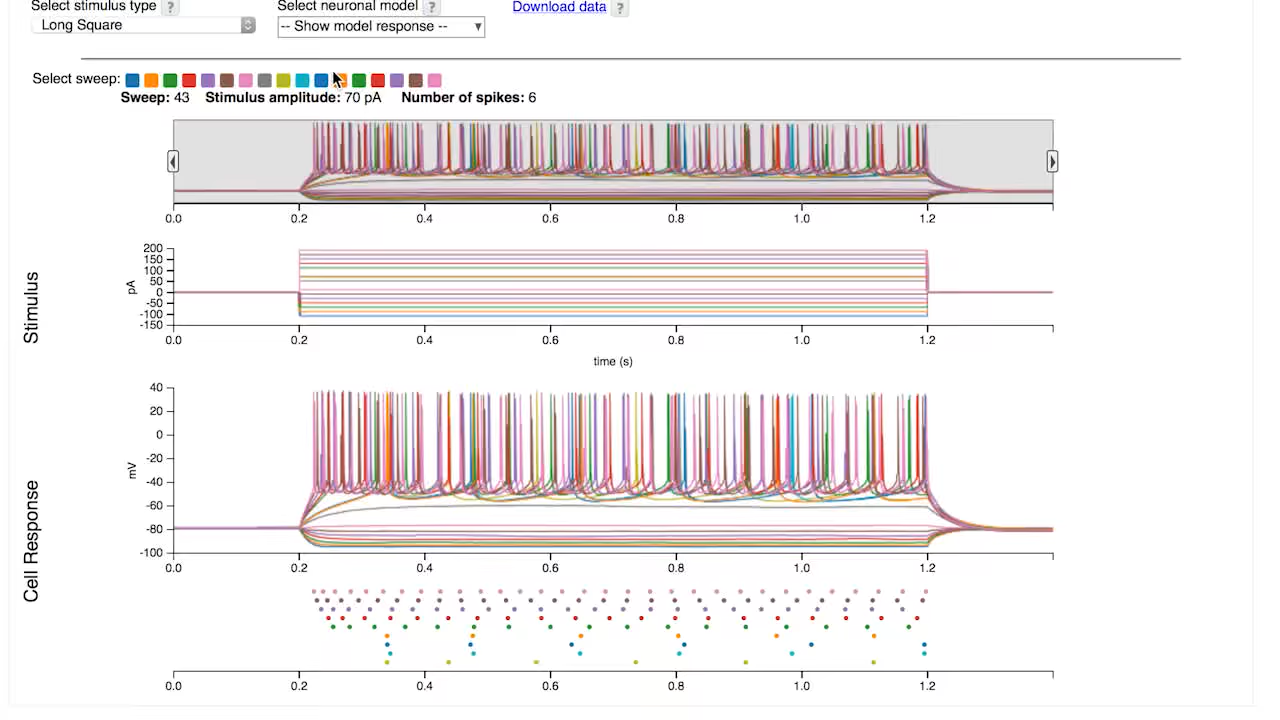 Select stimulus type ? Select neuronal model ? Download data ?
Long Square -- Show model response --
Select sweep:
Sweep: 43 Stimulus amplitude: 70 pA Number of spikes: 6
0.0 0.2 0.4 0.6 0.8 1.0 1.2
200
150
100
50
0
-50
-100
-150
pA
Stimulus
0.0 0.2 0.4 0.6 0.8 1.0 1.2
time (s)
40
20
0
-20
-40
-60
-80
-100
mV
Cell Response
0.0 0.2 0.4 0.6 0.8 1.0 1.2
0.0 0.2 0.4 0.6 0.8 1.0 1.2